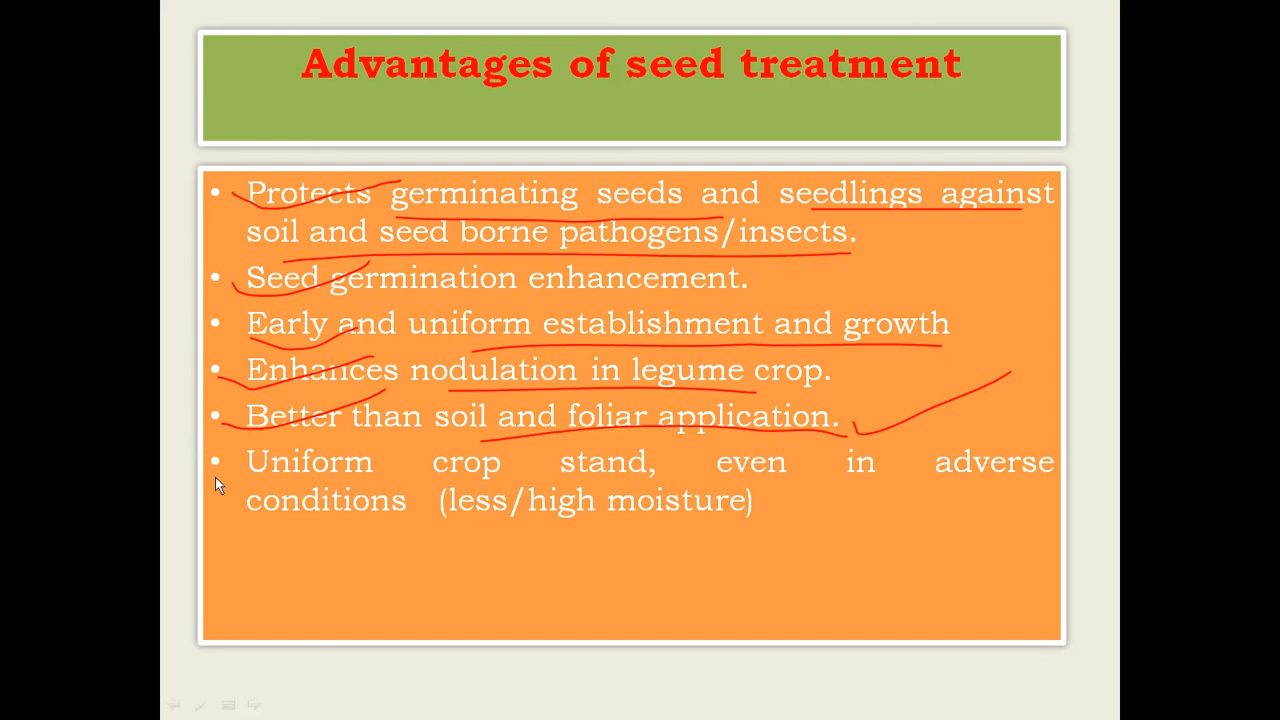 Advantages of seed treatment
• Protects germinating seeds and seedlings against
soil and seed borne pathogens/insects.
• Seed germination enhancement.
• Early and uniform establishment and growth
• Enhances nodulation in legume crop.
• Better than soil and foliar application.
• Uniform crop stand, even in adverse
conditions (less/high moisture)